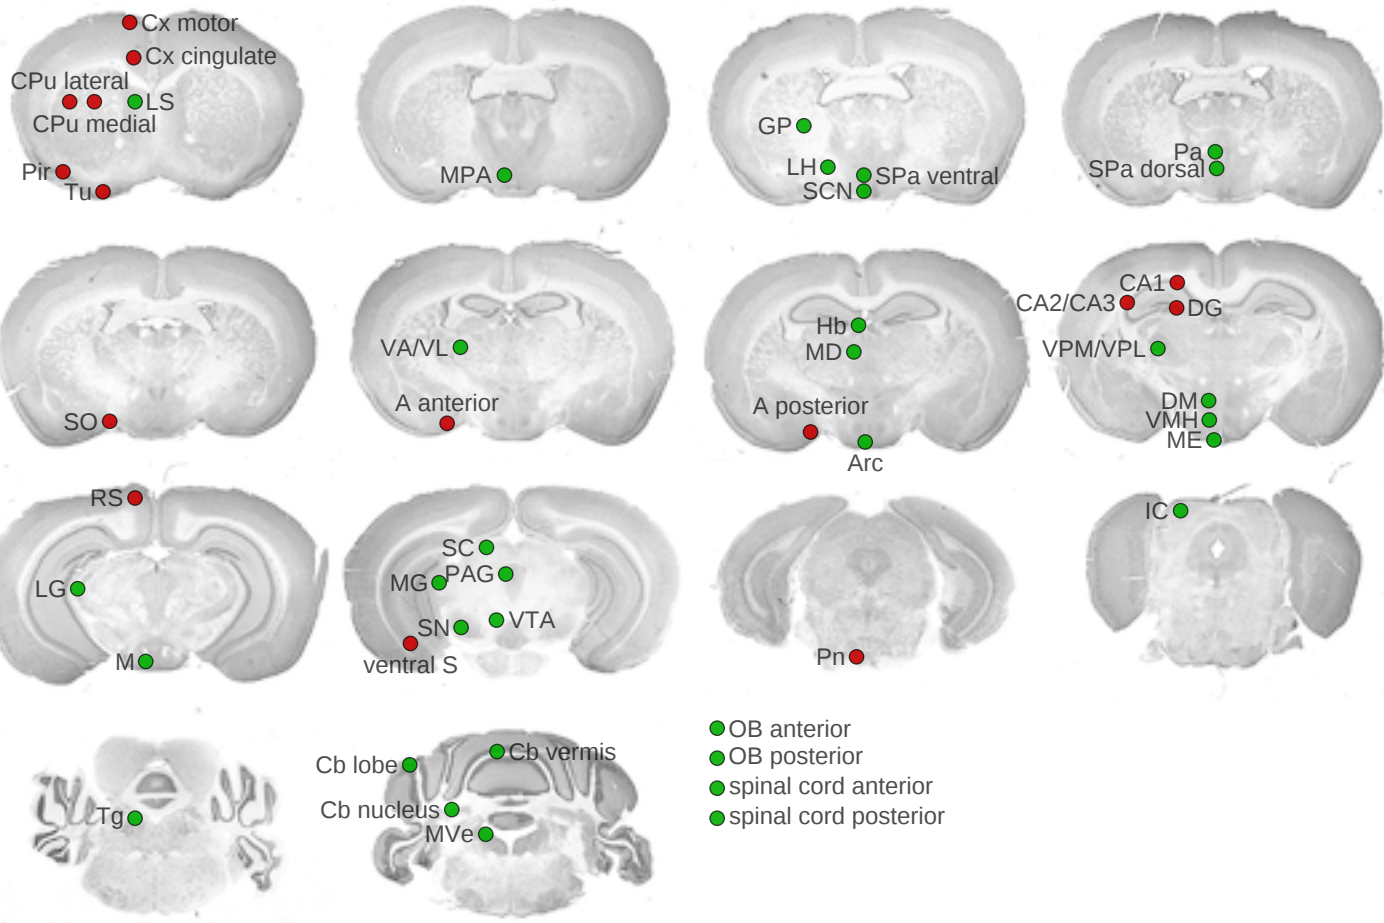 Cx motor
Cx cingulate
CPu lateral
LS
CPu medial
Pir
Tu
MPA
GP
LH
SPa ventral
SCN
Pa
SPa dorsal
SO
VA/VL
A anterior
Hb
MD
A posterior
Arc
CA1
CA2/CA3
DG
VPM/VPL
DM
VMH
ME
RS
LG
M
SC
MG
PAG
SN
VTA
ventral S
Pn
IC
Tg
Cb lobe
Cb vermis
Cb nucleus
MVe
OB anterior
OB posterior
spinal cord anterior
spinal cord posterior